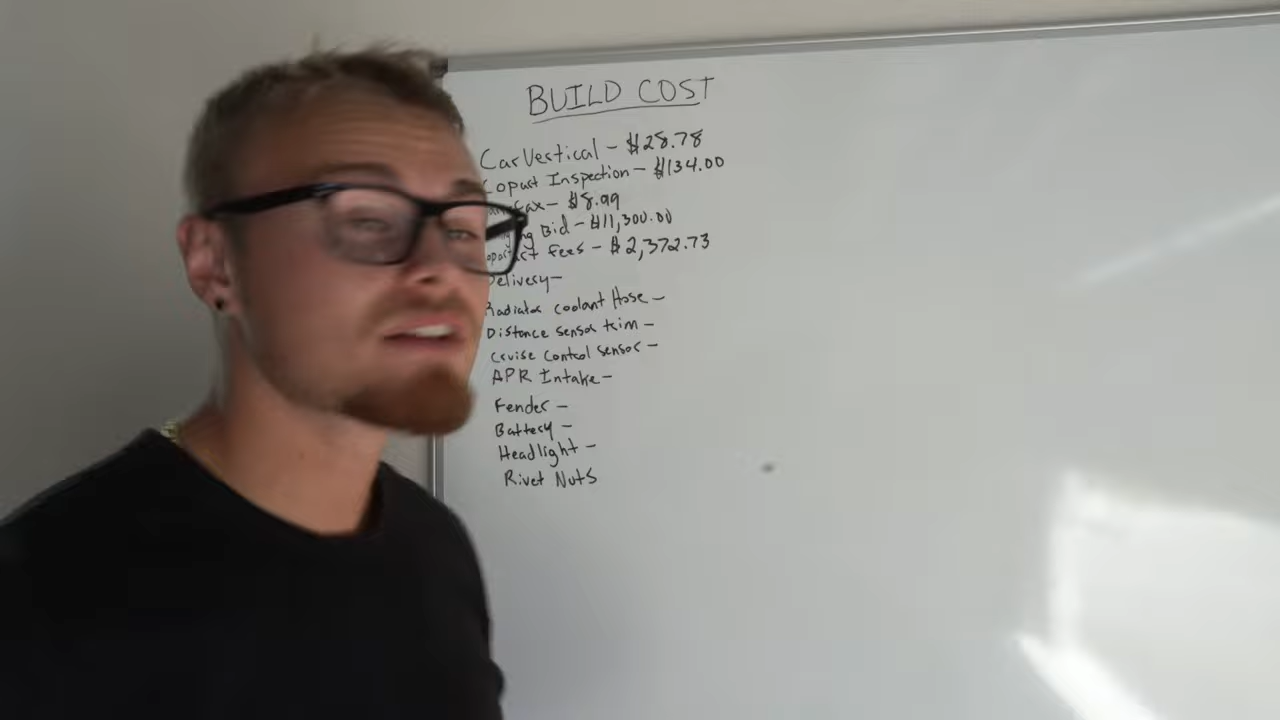 BUILD COST
CarVertical - $28.78
Copart Inspection - $134.00
$8.99
Bid - $11,300.00
Fees - $2,372.73
Delivery -
Radiator coolant Hose -
Distance sensor trim -
Cruise control sensor -
APR Intake -
Fender -
Battery -
Headlight -
Rivet Nuts